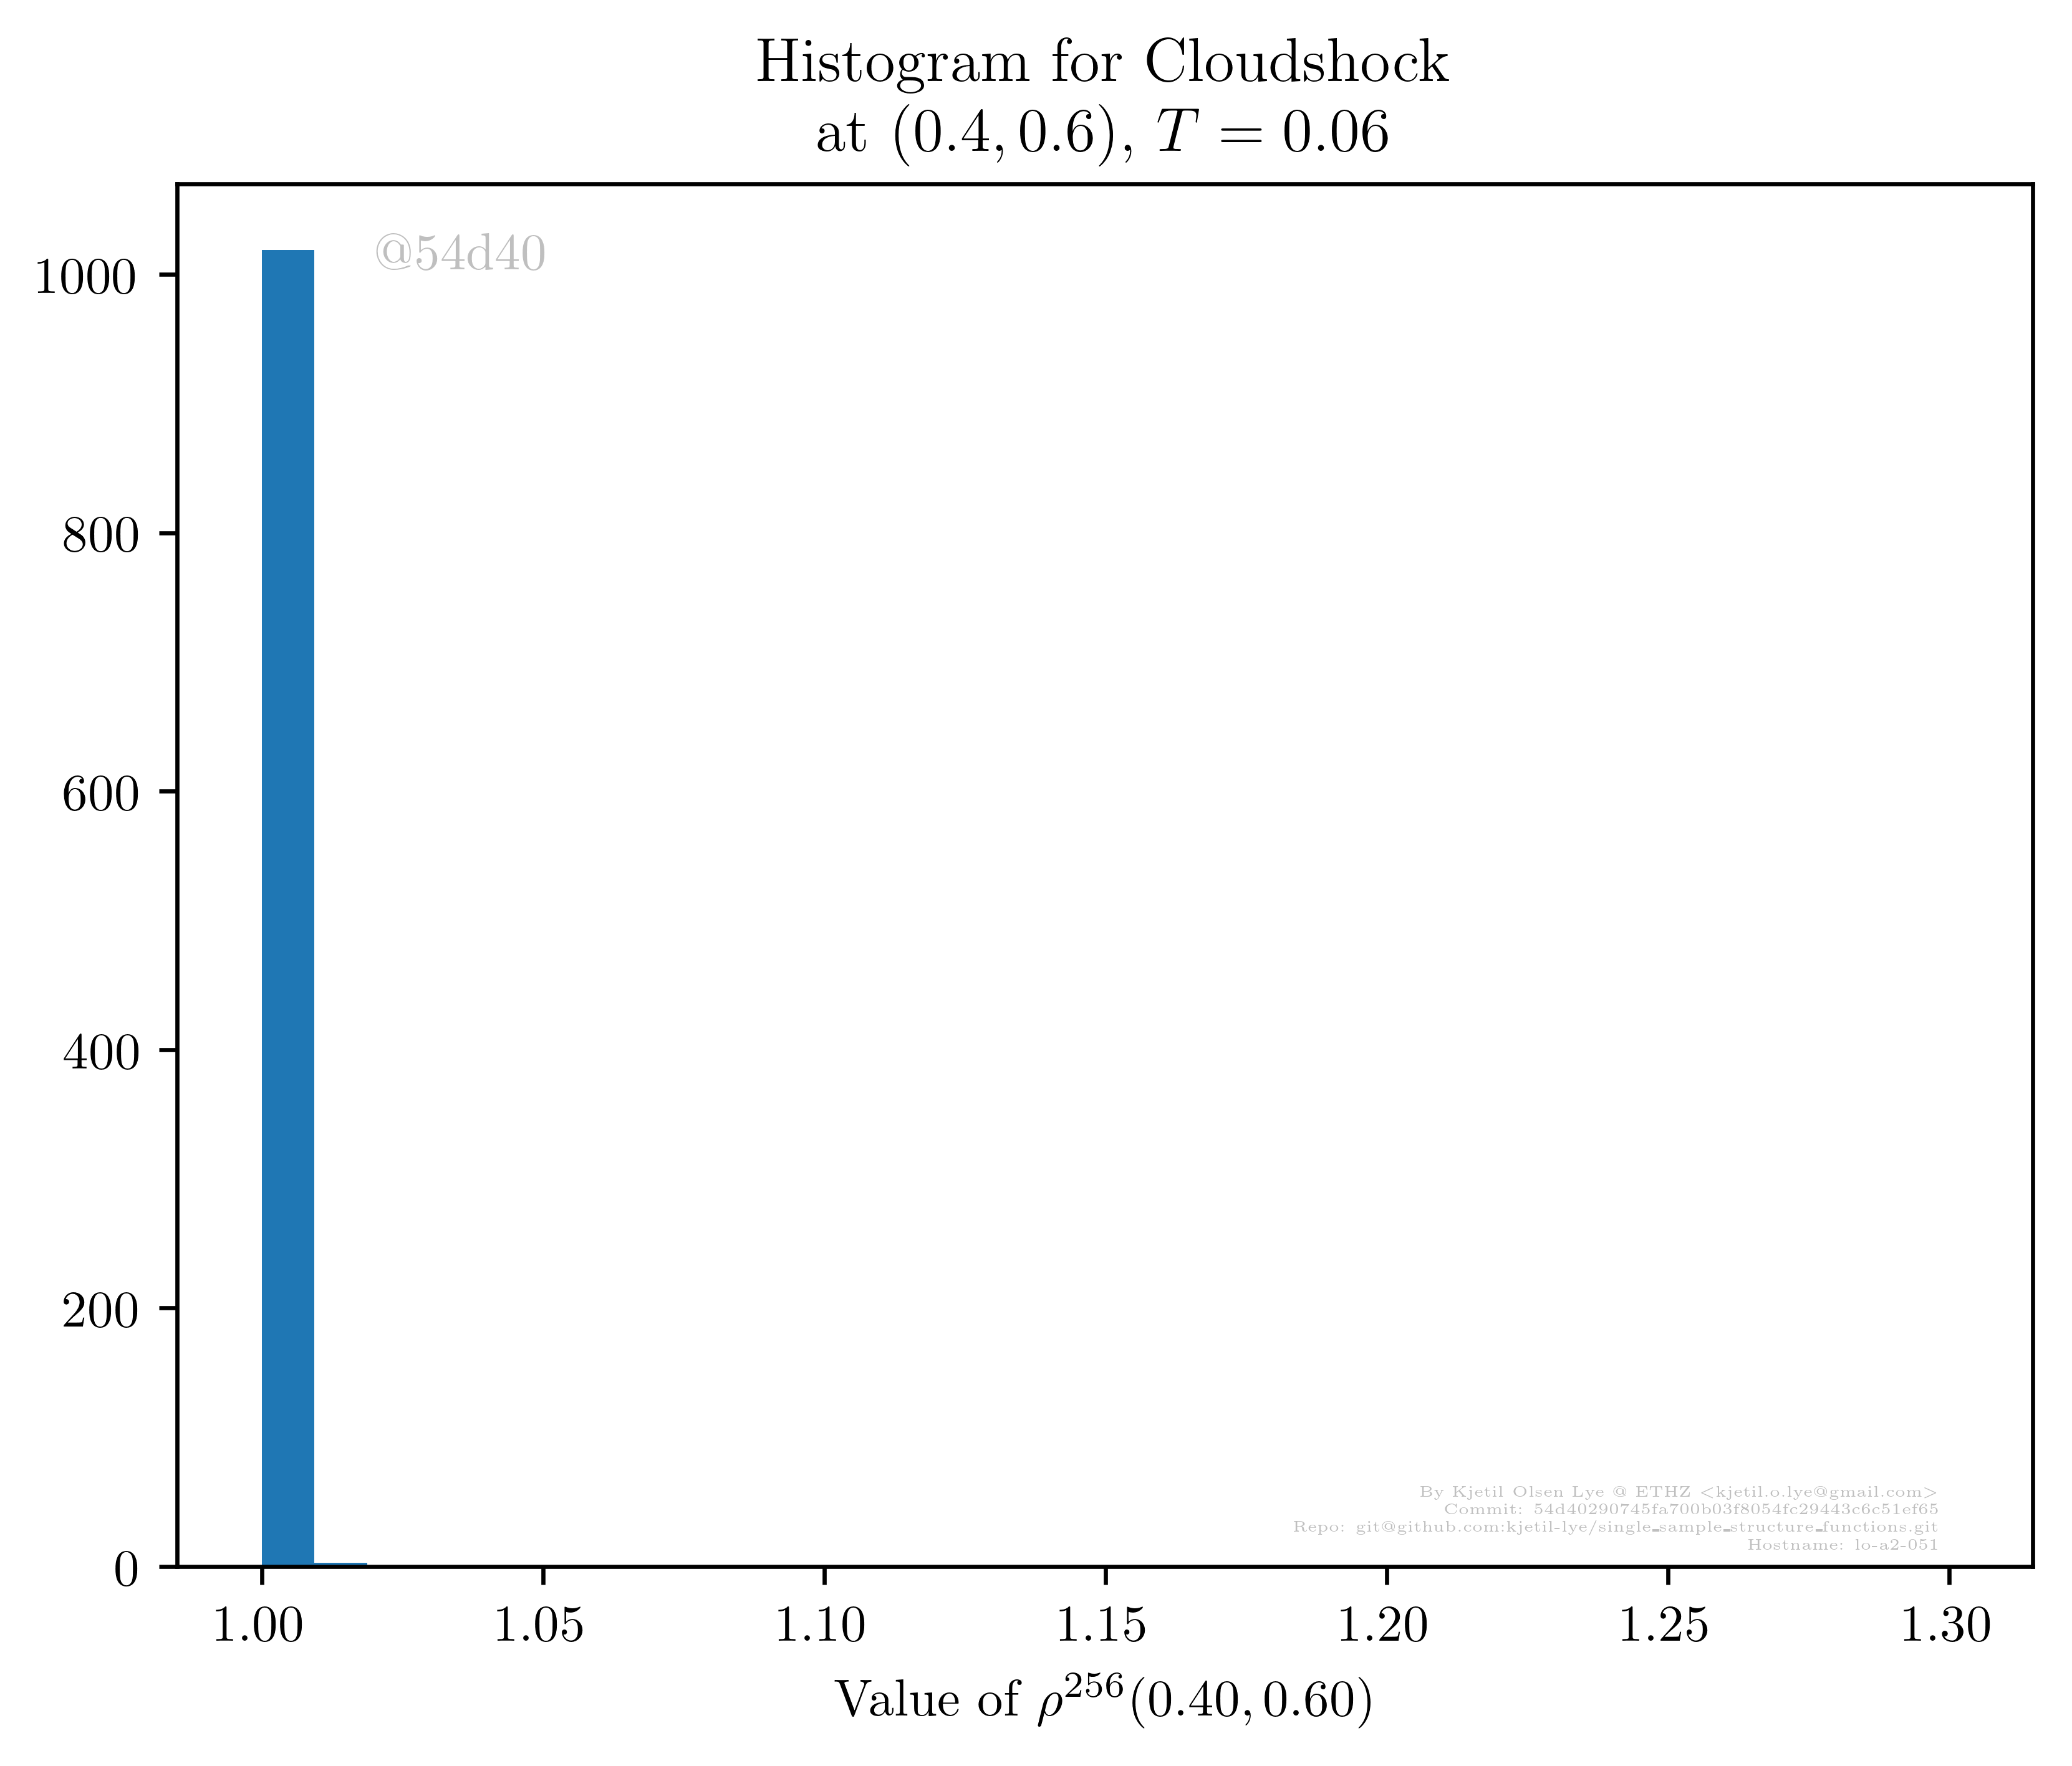 Histogram for Cloudshock
at (0.4, 0.6), T = 0.06
@54d40
1000
800
600
400
200
0
By Kjetil Olsen Lye @ ETHZ <kjetil.o.lye@gmail.com>
Commit: 54d40290745fa700b03f8054fc29443c6c51ef65
Repo: git@github.com:kjetil-lye/single_sample_structure_functions.git
Hostname: lo-a2-051
1.00 1.05 1.10 1.15 1.20 1.25 1.30
Value of ρ²⁵⁶(0.40, 0.60)